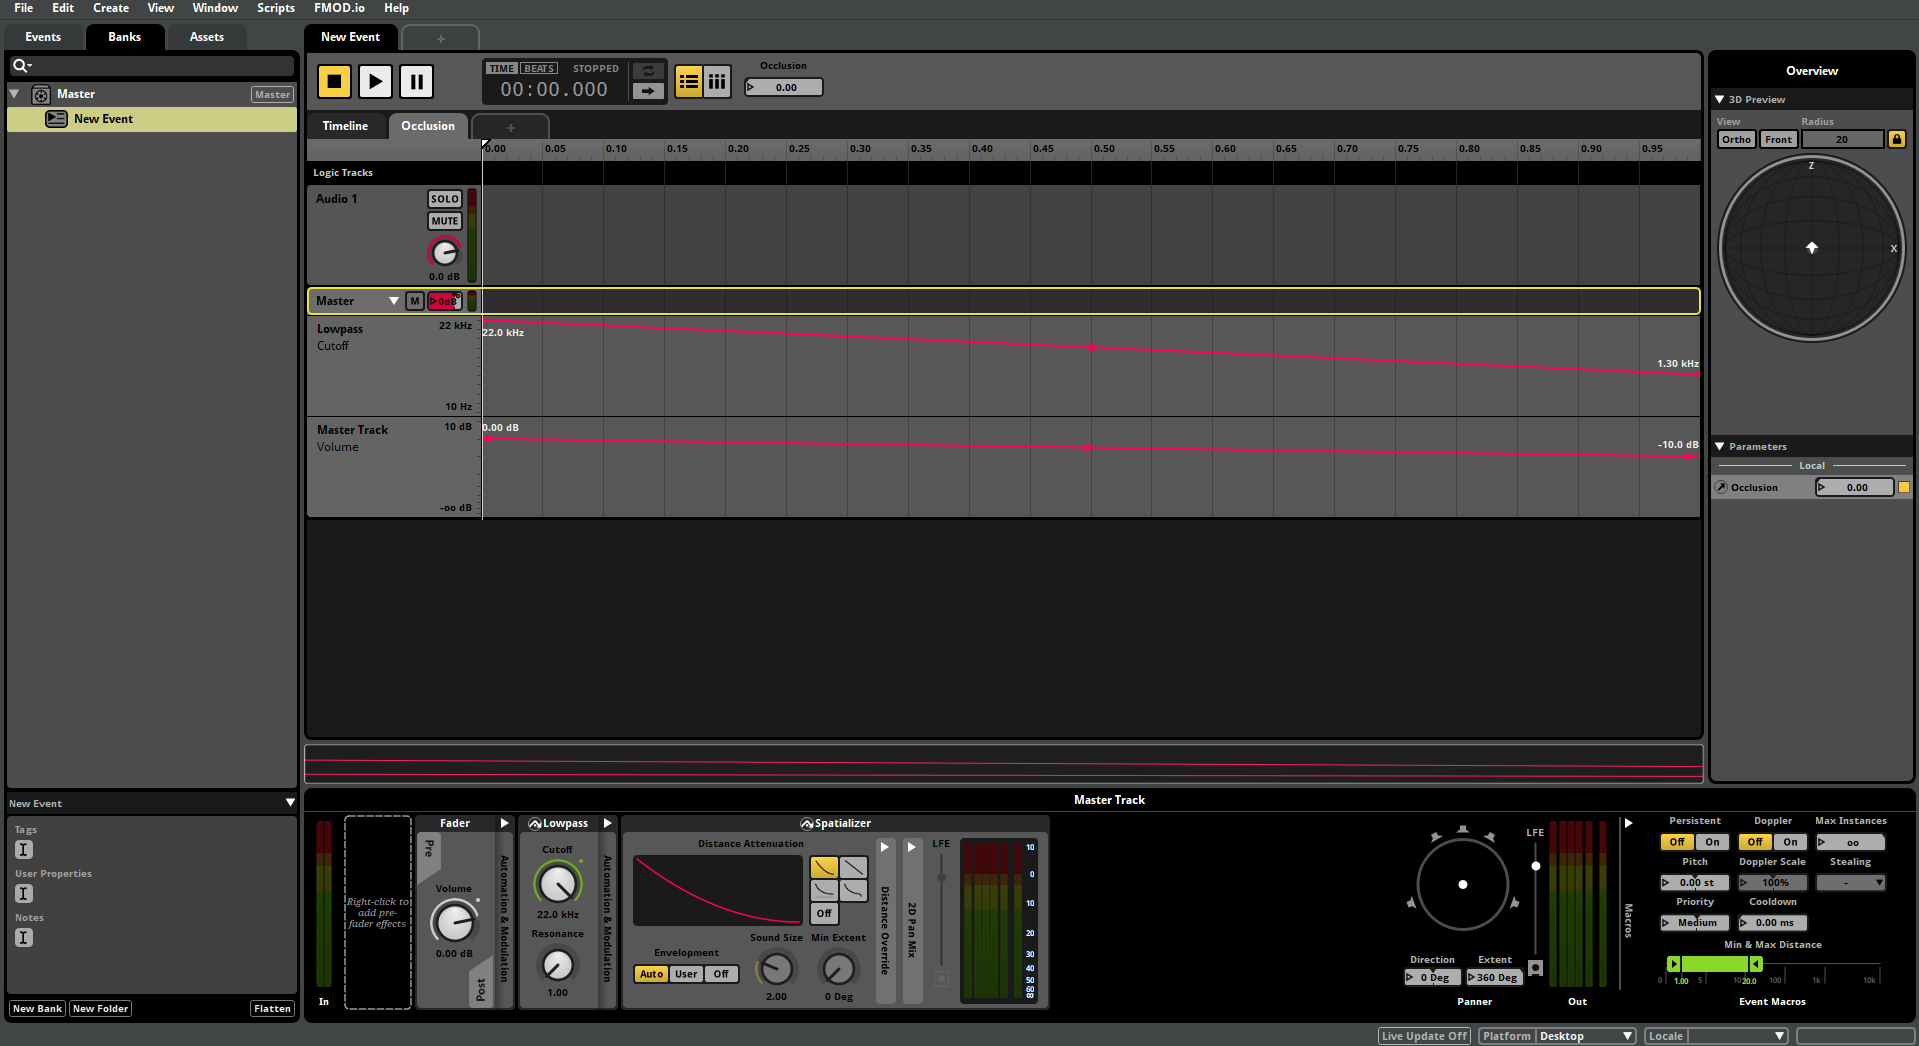 File Edit Create View Window Scripts FMOD.io Help
Events Banks Assets
New Event
+
Master Master
New Event
TIME BEATS STOPPED
00:00.000
Occlusion
0.00
Timeline Occlusion +
0.00 0.05 0.10 0.15 0.20 0.25 0.30 0.35 0.40 0.45 0.50 0.55 0.60 0.65 0.70 0.75 0.80 0.85 0.90 0.95
Logic Tracks
Audio 1 SOLO
MUTE
0.0 dB
Master M 0dB
Lowpass 22 kHz
Cutoff
22.0 kHz
1.30 kHz
10 Hz
Master Track 10 dB
Volume
0.00 dB
-10.0 dB
-oo dB
Overview
3D Preview
View Radius
Ortho Front 20
Z
X
Parameters
Local
Occlusion 0.00
New Event
Tags
User Properties
Notes
New Bank New Folder Flatten
Master Track
In
Right-click to
add pre-
fader effects
Fader
Pre
Volume
0.00 dB
Post
Automation & Modulation
Lowpass
Cutoff
22.0 kHz
Resonance
1.00
Automation & Modulation
Spatializer
Distance Attenuation
Off
Envelopment
Auto User Off
Sound Size
2.00
Min Extent
0 Deg
Distance Override
2D Pan Mix
LFE
10
0
10
20
30
40
50
60
00
Direction Extent
0 Deg 360 Deg
Panner
LFE
Out
Macros
Persistent Doppler Max Instances
Off On Off On oo
Pitch Doppler Scale Stealing
0.00 st 100% -
Priority Cooldown
Medium 0.00 ms
Min & Max Distance
0 1.00 5 10 20.0 100 1k 10k
Event Macros
Live Update Off Platform Desktop Locale